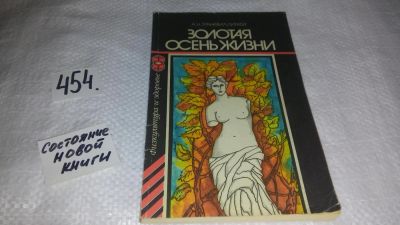 454.
состояние
новой
книги
ЗОЛОТАЯ
ОСЕНЬ ЖИЗНИ
Физкультура и здоровье